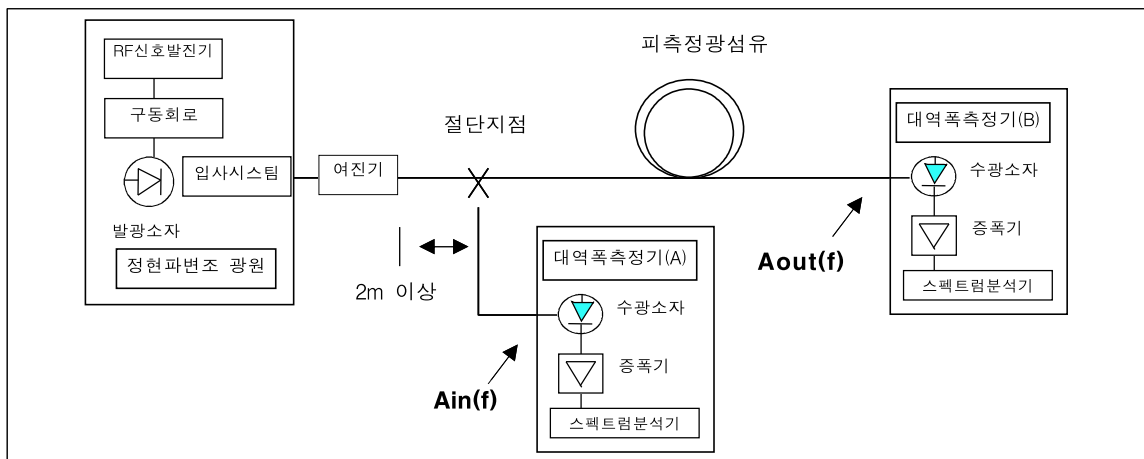 RF신호발진기
구동회로
입사시스팀
발광소자
정현파변조 광원
여진기
절단지점
2m 이상
피측정광섬유
대역폭측정기(A)
수광소자
증폭기
스펙트럼분석기
Ain(f)
대역폭측정기(B)
수광소자
증폭기
스펙트럼분석기
Aout(f)